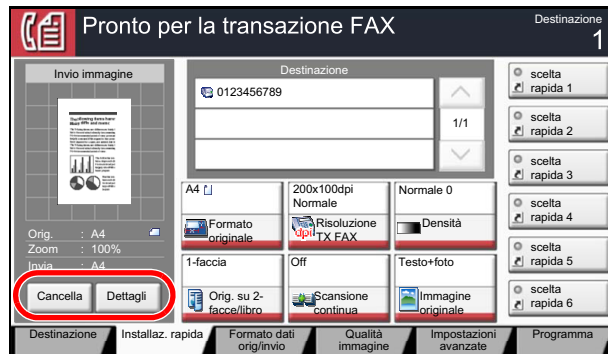 Pronto per la transazione FAX
Destinazione
1
Invio immagine
Orig. : A4
Zoom : 100%
Invia : A4
Cancella
Dettagli
Destinazione
0123456789
1/1
A4
Formato
originale
200x100dpi
Normale
dpi
Risoluzione
TX FAX
Normale 0
Densità
1-faccia
Orig. su 2-
facce/libro
Off
Scansione
continua
Testo+foto
Immagine
originale
scelta
rapida 1
scelta
rapida 2
scelta
rapida 3
scelta
rapida 4
scelta
rapida 5
scelta
rapida 6
Destinazione
Installaz. rapida
Formato dati
orig/invio
Qualità
immagine
Impostazioni
avanzate
Programma